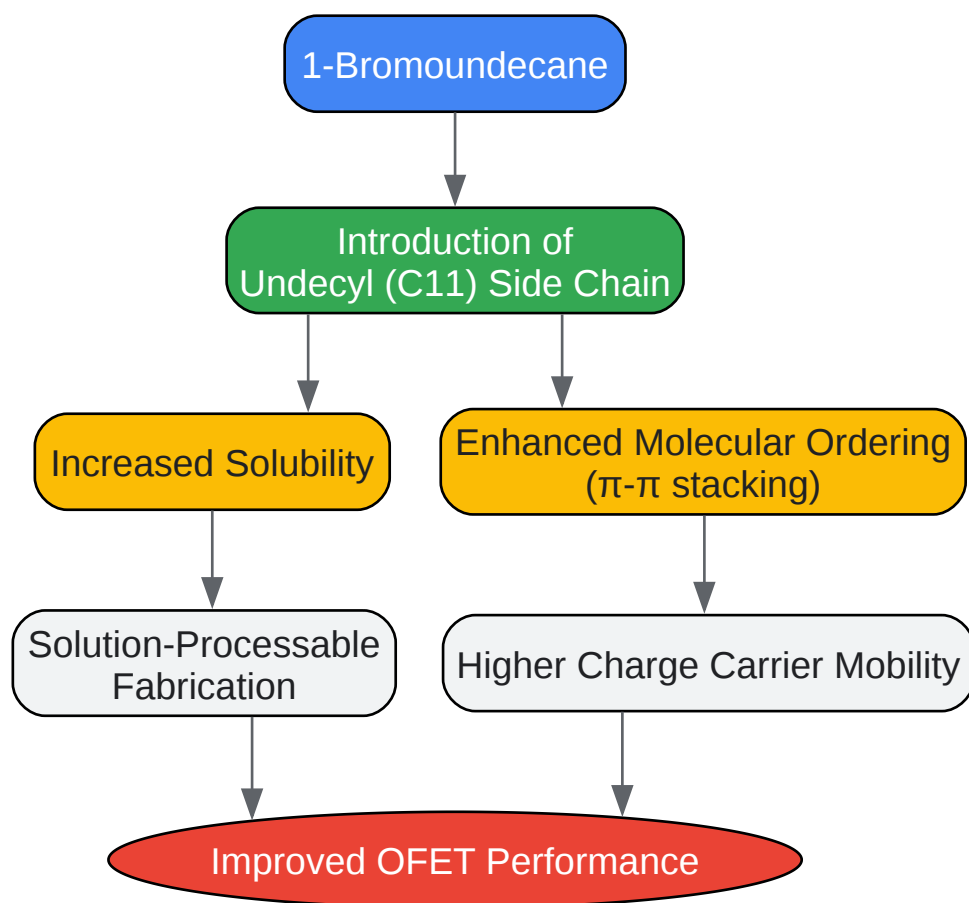 1-Bromoundecane
Introduction of
Undecyl (C11) Side Chain
Increased Solubility
Enhanced Molecular Ordering
(π-π stacking)
Solution-Processable
Fabrication
Higher Charge Carrier Mobility
Improved OFET Performance